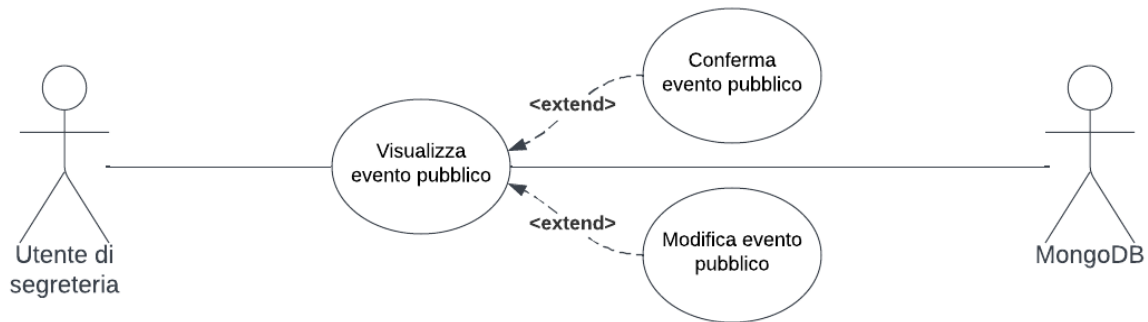 Conferma
evento pubblico
<extend>
Visualizza
evento pubblico
<extend>
Modifica evento
pubblico
Utente di
segreteria
MongoDB